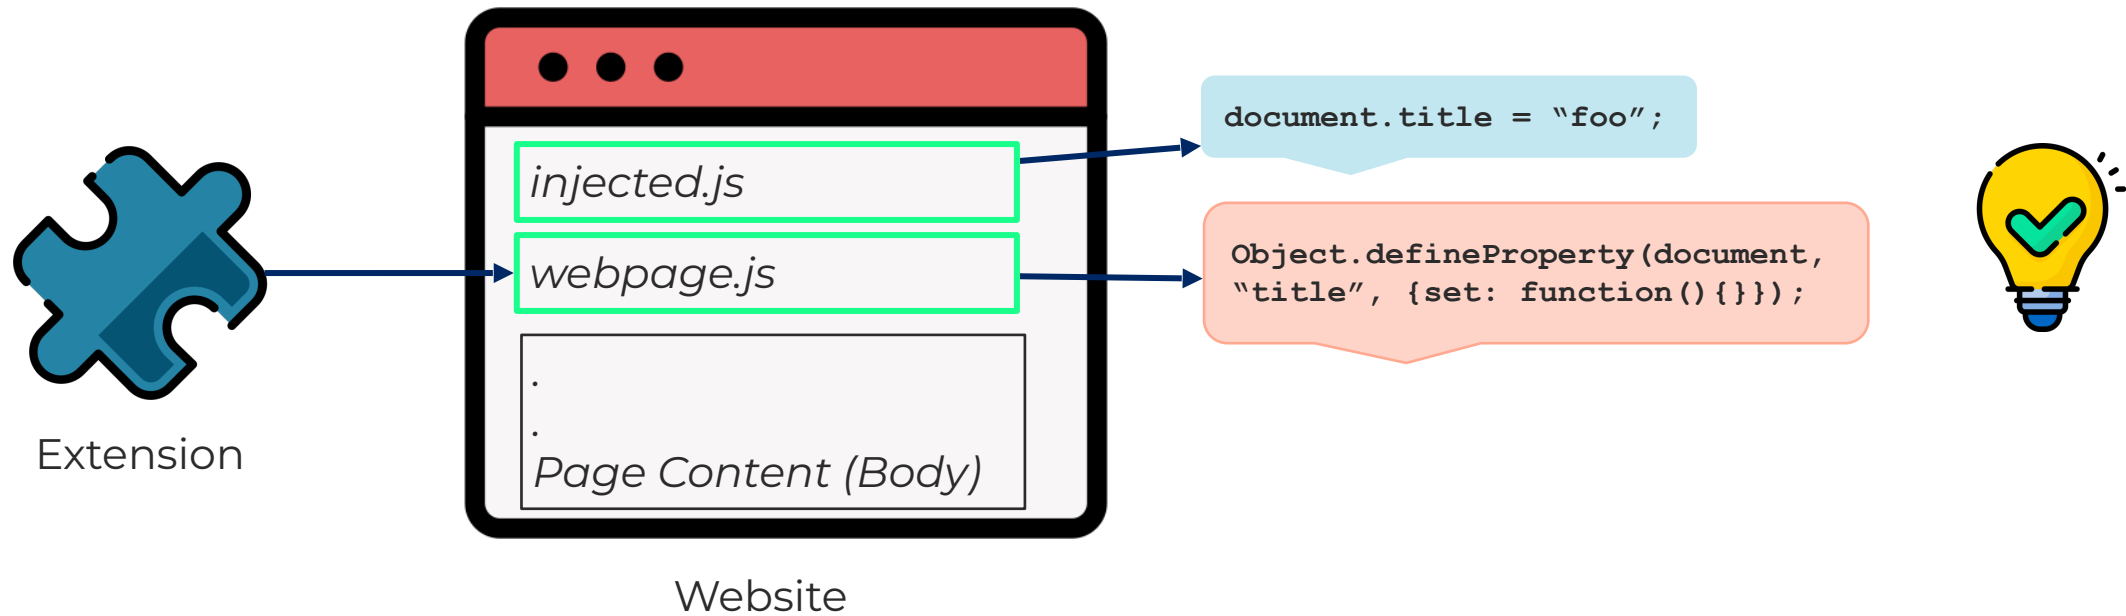 document.title = “foo”;
injected.js
webpage.js
Object.defineProperty(document,
“title”, {set: function(){}});
.
.
Page Content (Body)
Extension
Website